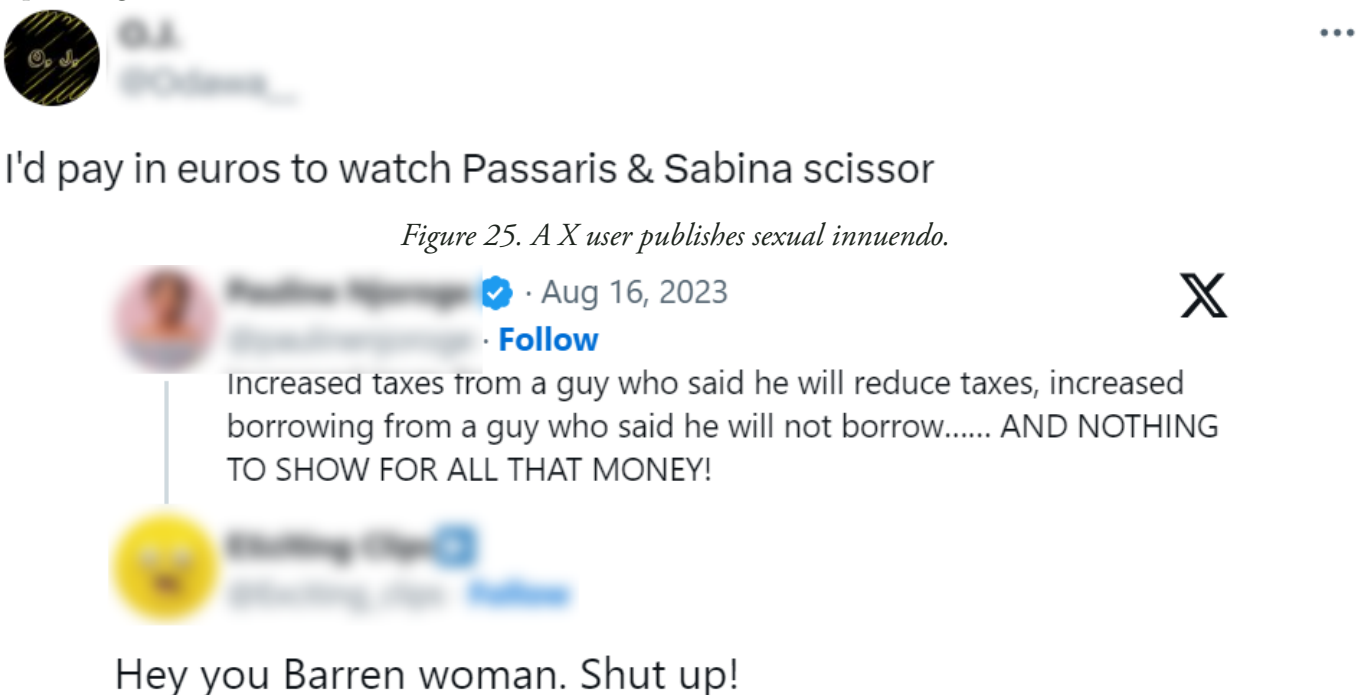 I'd pay in euros to watch Passaris & Sabina scissor
Figure 25. A X user publishes sexual innuendo.
· Aug 16, 2023
· Follow
Increased taxes from a guy who said he will reduce taxes, increased
borrowing from a guy who said he will not borrow...... AND NOTHING
TO SHOW FOR ALL THAT MONEY!
Hey you Barren woman. Shut up!